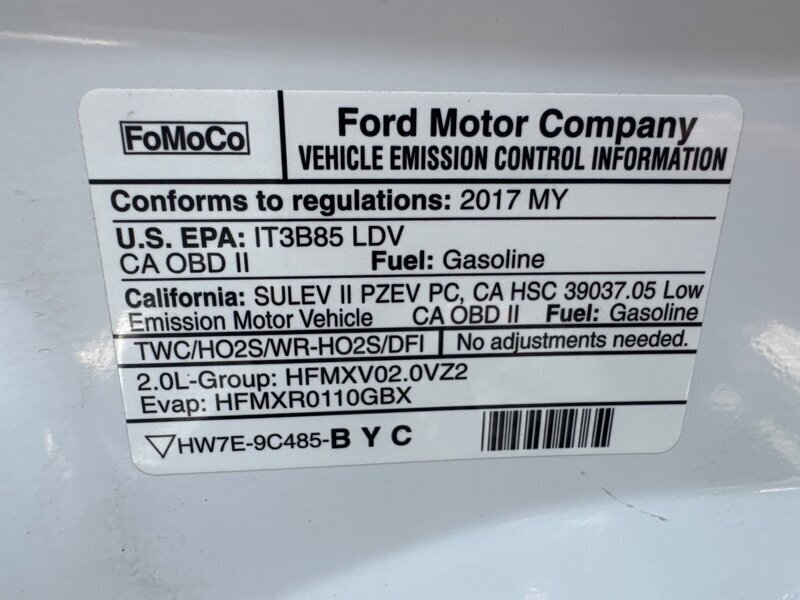 FoMoCo
Ford Motor Company
VEHICLE EMISSION CONTROL INFORMATION
Conforms to regulations: 2017 MY
U.S. EPA: IT3B85 LDV
CA OBD II Fuel: Gasoline
California: SULEV II PZEV PC, CA HSC 39037.05 Low
Emission Motor Vehicle CA OBD II Fuel: Gasoline
TWC/HO2S/WR-HO2S/DFI No adjustments needed.
2.0L-Group: HFMXV02.0VZ2
Evap: HFMXR0110GBX
HW7E-9C485-B Y C